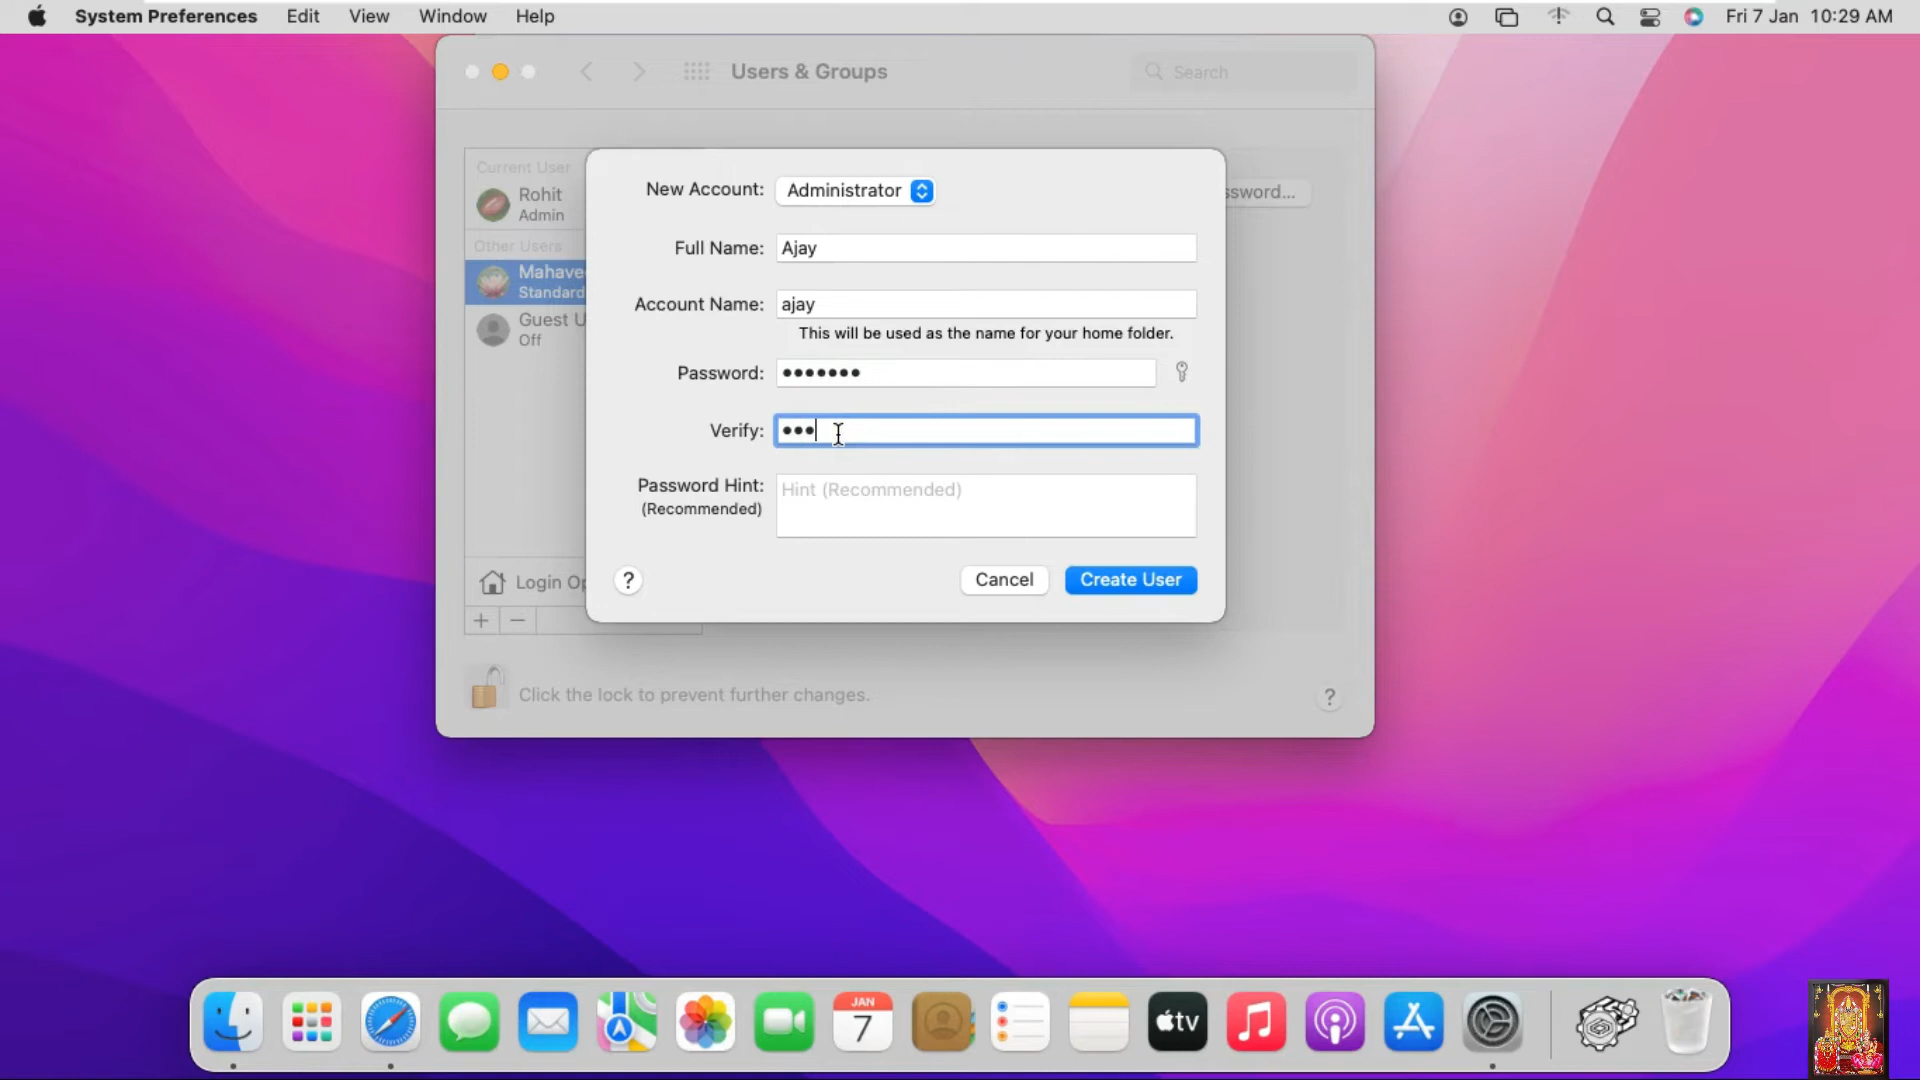 System Preferences Edit View Window Help Fri 7 Jan 10:29 AM
Users & Groups Search
Current User
Rohit
Admin
Other Users
Mahavee
Standard
Guest U
Off
Login Op
+ −
ssword...
New Account: Administrator
Full Name: Ajay
Account Name: ajay
This will be used as the name for your home folder.
Password: •••••••
Verify: •••
Password Hint: Hint (Recommended)
(Recommended)
? Cancel Create User
Click the lock to prevent further changes. ?
JAN
7
tv